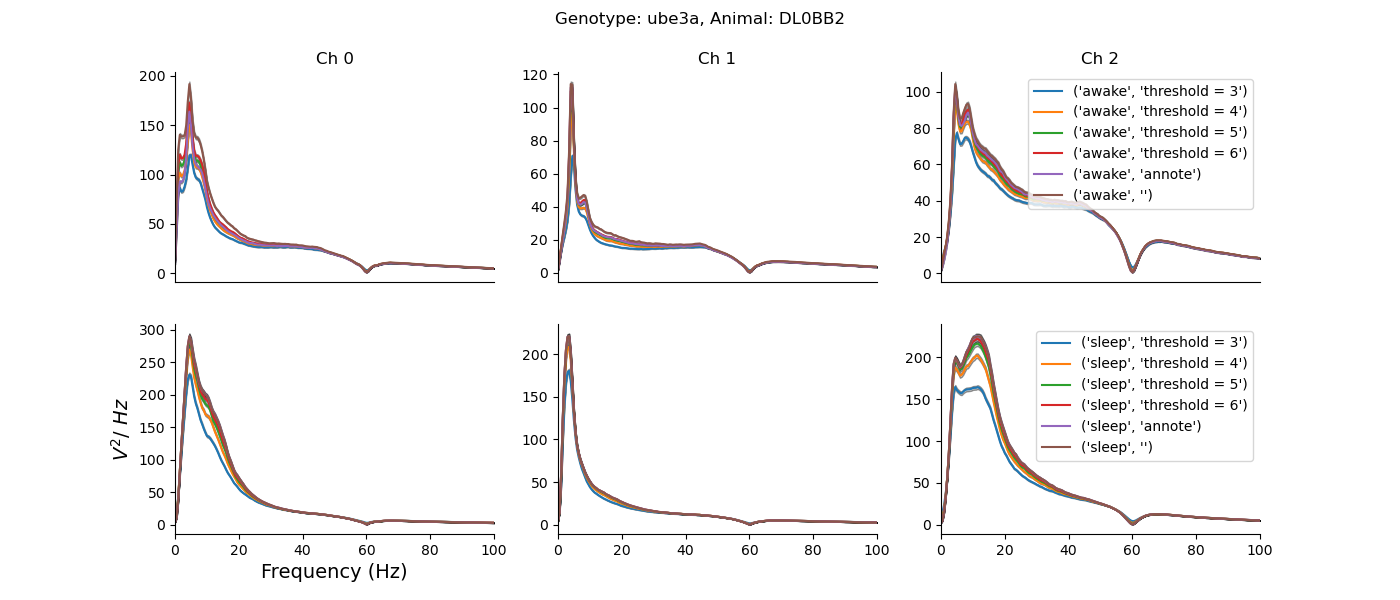 Genotype: ube3a, Animal: DL0BB2
Ch 0
Ch 1
Ch 2
200
150
100
50
0
120
100
80
60
40
20
0
100
80
60
40
20
0
('awake', 'threshold = 3')
('awake', 'threshold = 4')
('awake', 'threshold = 5')
('awake', 'threshold = 6')
('awake', 'annote')
('awake', '')
V²/ Hz
300
250
200
150
100
50
0
0 20 40 60 80 100
Frequency (Hz)
200
150
100
50
0
0 20 40 60 80 100
200
150
100
50
0
0 20 40 60 80 100
('sleep', 'threshold = 3')
('sleep', 'threshold = 4')
('sleep', 'threshold = 5')
('sleep', 'threshold = 6')
('sleep', 'annote')
('sleep', '')